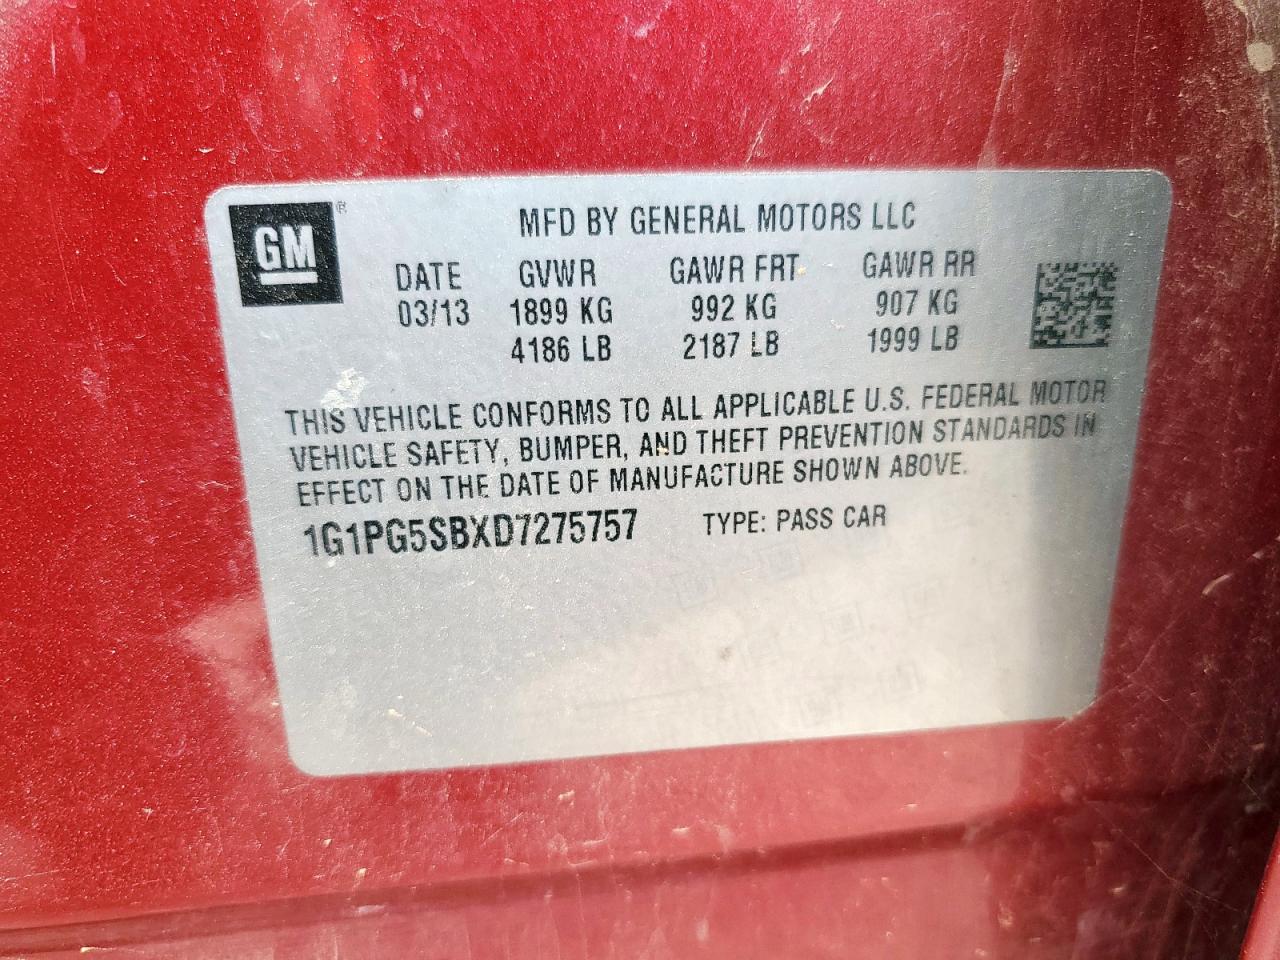 GM ®
MFD BY GENERAL MOTORS LLC
DATE GVWR GAWR FRT GAWR RR
03/13 1899 KG 992 KG 907 KG
4186 LB 2187 LB 1999 LB
THIS VEHICLE CONFORMS TO ALL APPLICABLE U.S. FEDERAL MOTOR
VEHICLE SAFETY, BUMPER, AND THEFT PREVENTION STANDARDS IN
EFFECT ON THE DATE OF MANUFACTURE SHOWN ABOVE.
1G1PG5SBXD7275757 TYPE: PASS CAR